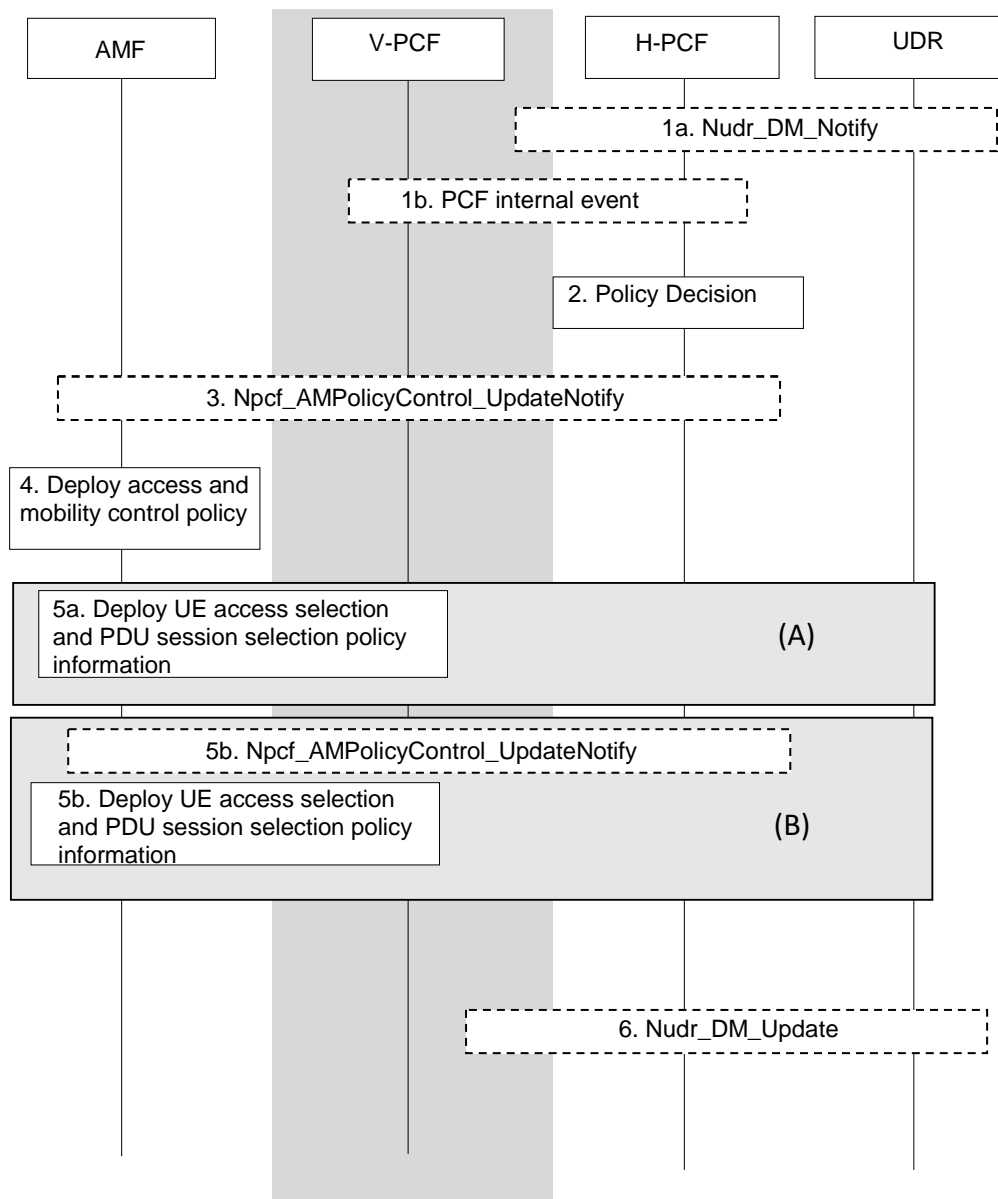 AMF
V-PCF
H-PCF
UDR
1a. Nudr_DM_Notify
1b. PCF internal event
2. Policy Decision
3. Npcf_AMPolicyControl_UpdateNotify
4. Deploy access and
mobility control policy
5a. Deploy UE access selection
and PDU session selection policy
information
(A)
5b. Npcf_AMPolicyControl_UpdateNotify
5b. Deploy UE access selection
and PDU session selection policy
information
(B)
6. Nudr_DM_Update